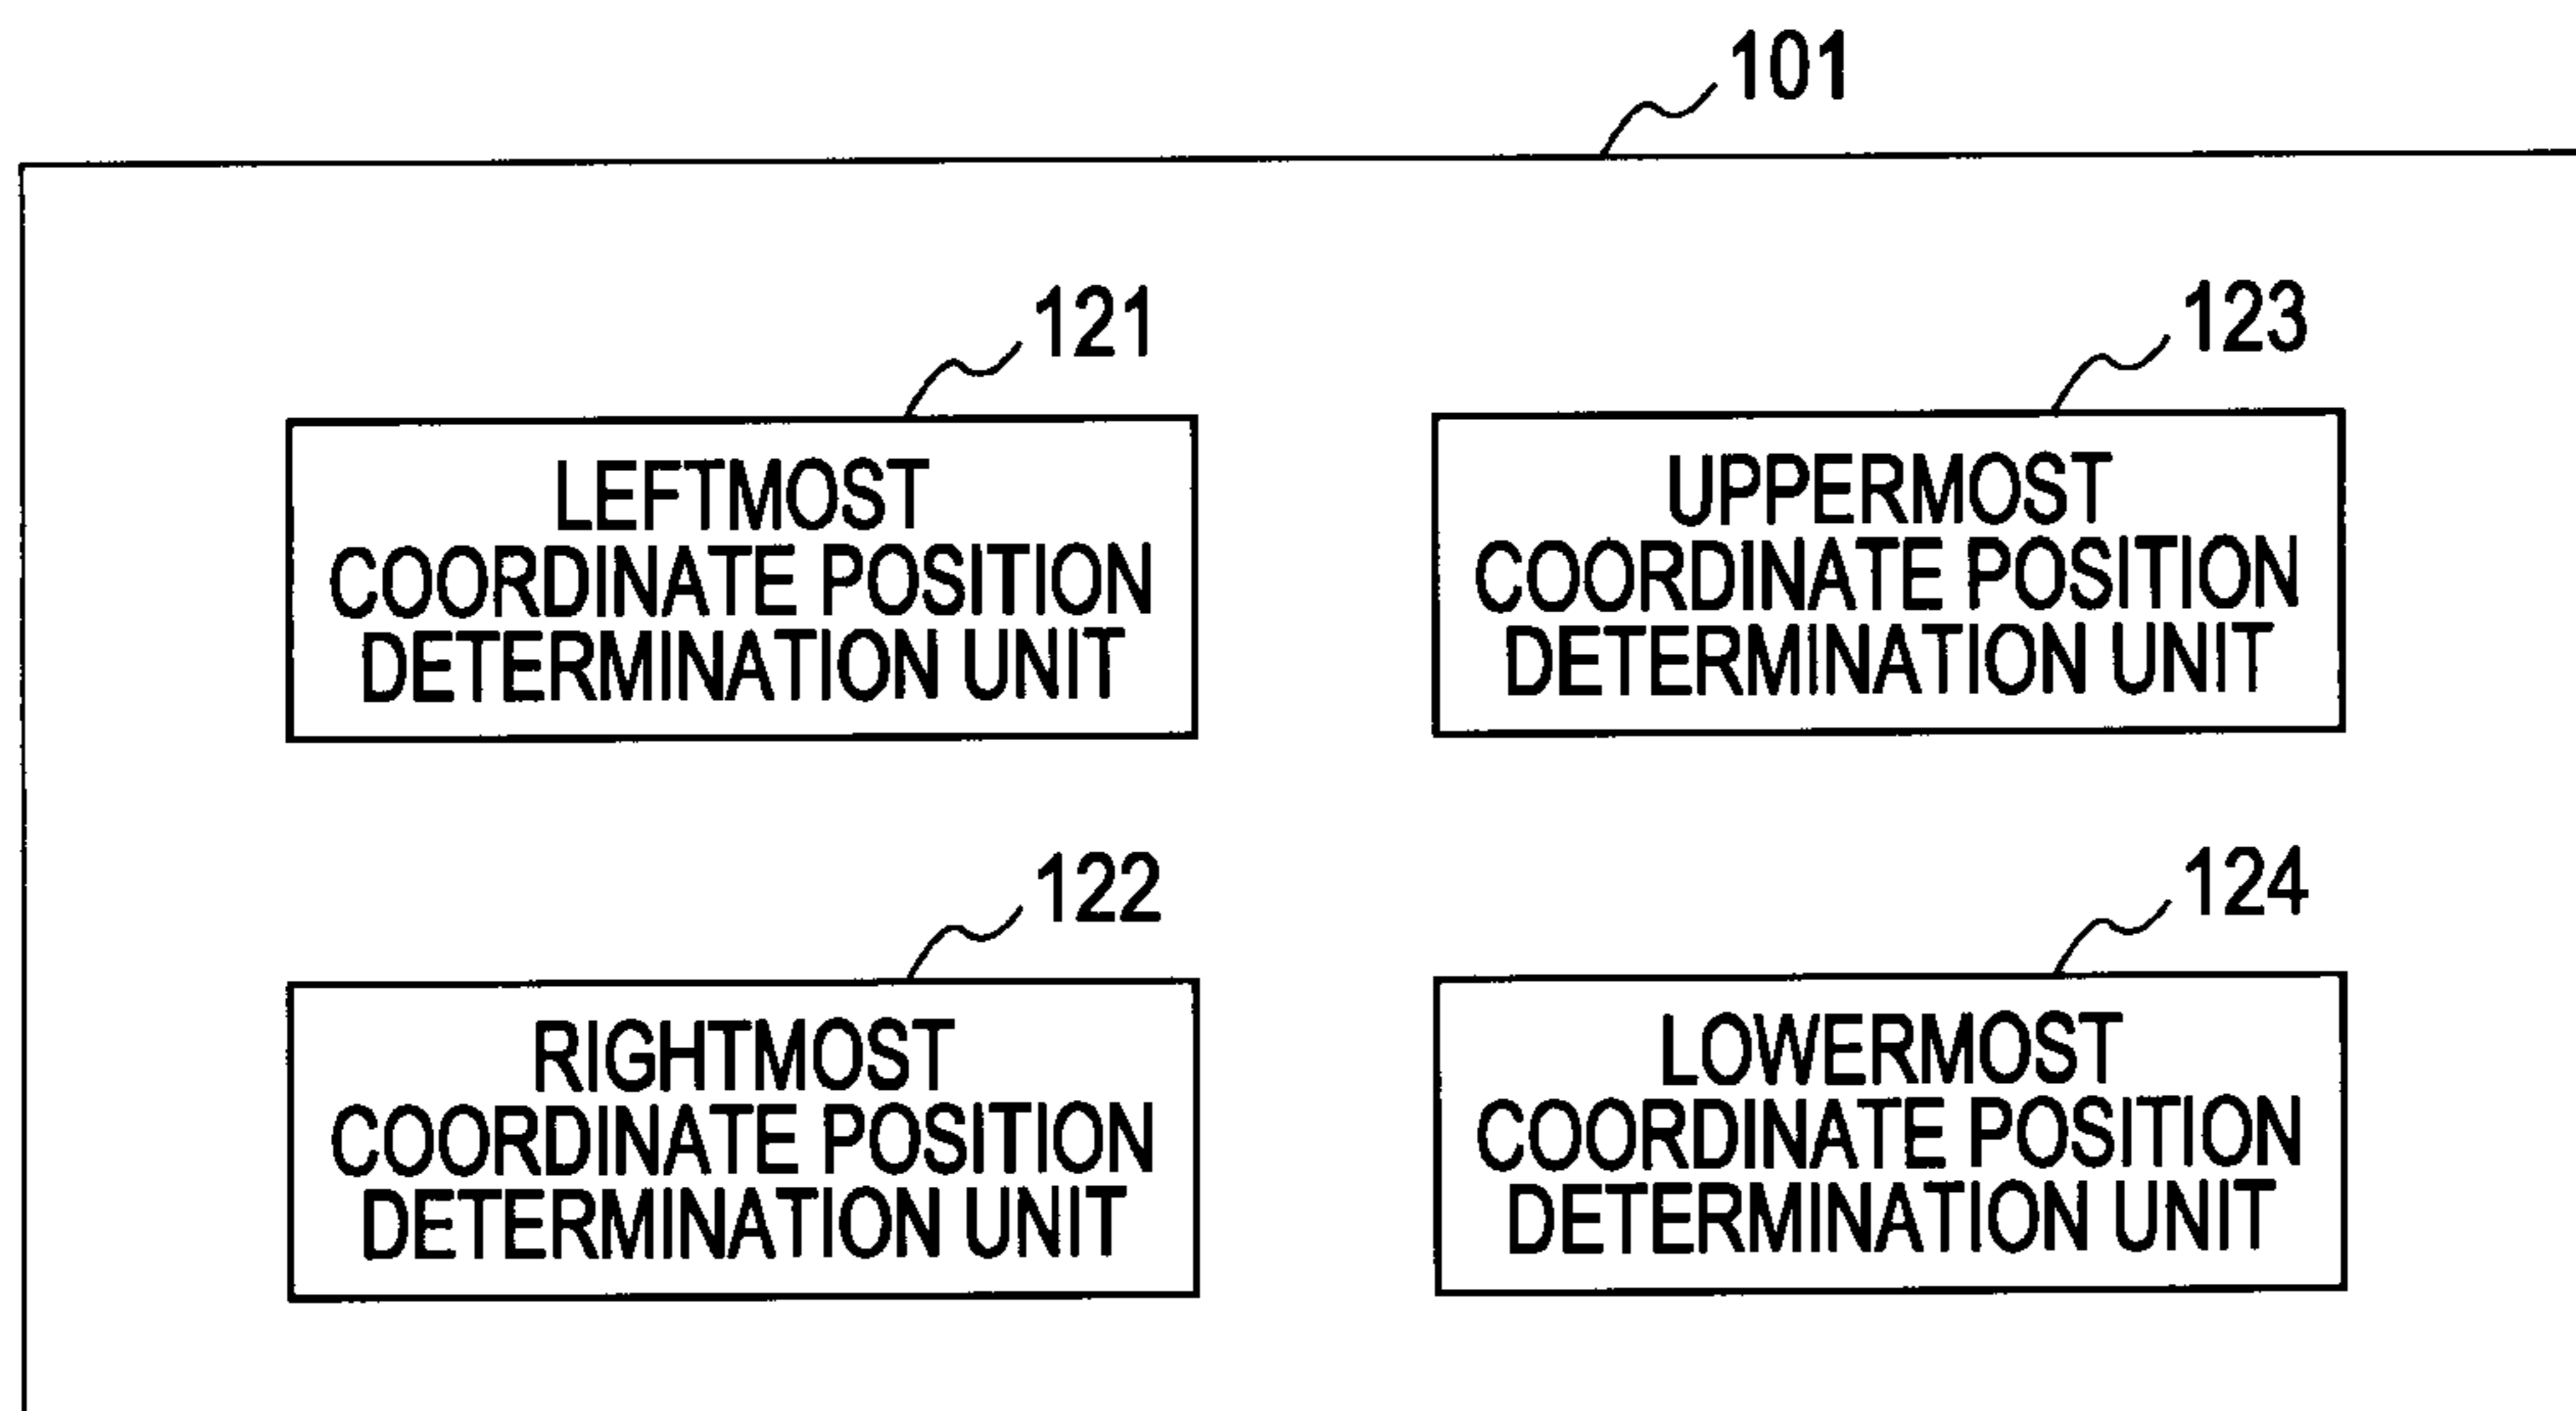 101
121
LEFTMOST
COORDINATE POSITION
DETERMINATION UNIT
123
UPPERMOST
COORDINATE POSITION
DETERMINATION UNIT
122
RIGHTMOST
COORDINATE POSITION
DETERMINATION UNIT
124
LOWERMOST
COORDINATE POSITION
DETERMINATION UNIT